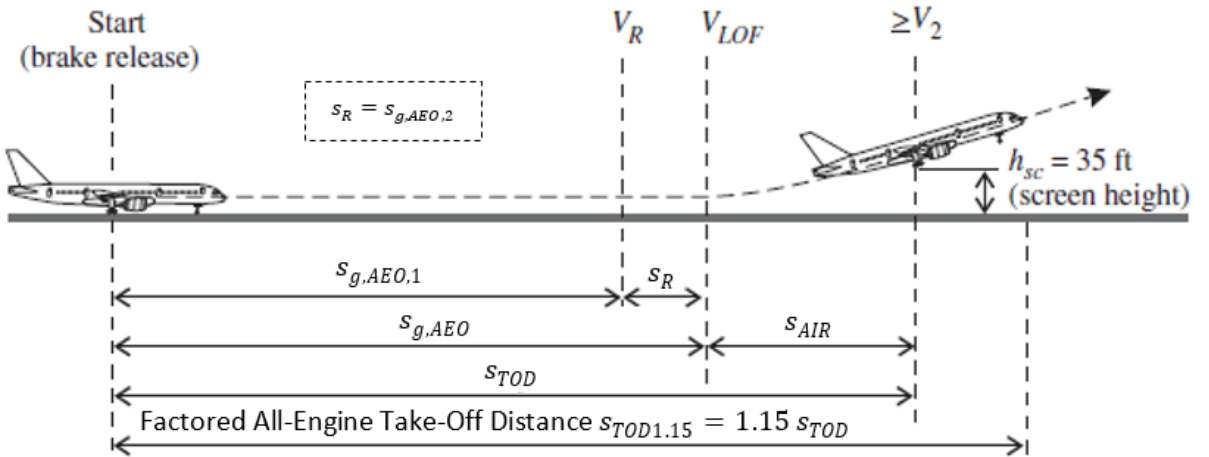 Start
(brake release)
V_R
V_LOF
≥V_2
s_R = s_g,AEO,2
h_sc = 35 ft
(screen height)
s_g,AEO,1
s_R
s_g,AEO
s_AIR
s_TOD
Factored All-Engine Take-Off Distance s_TOD1.15 = 1.15 s_TOD